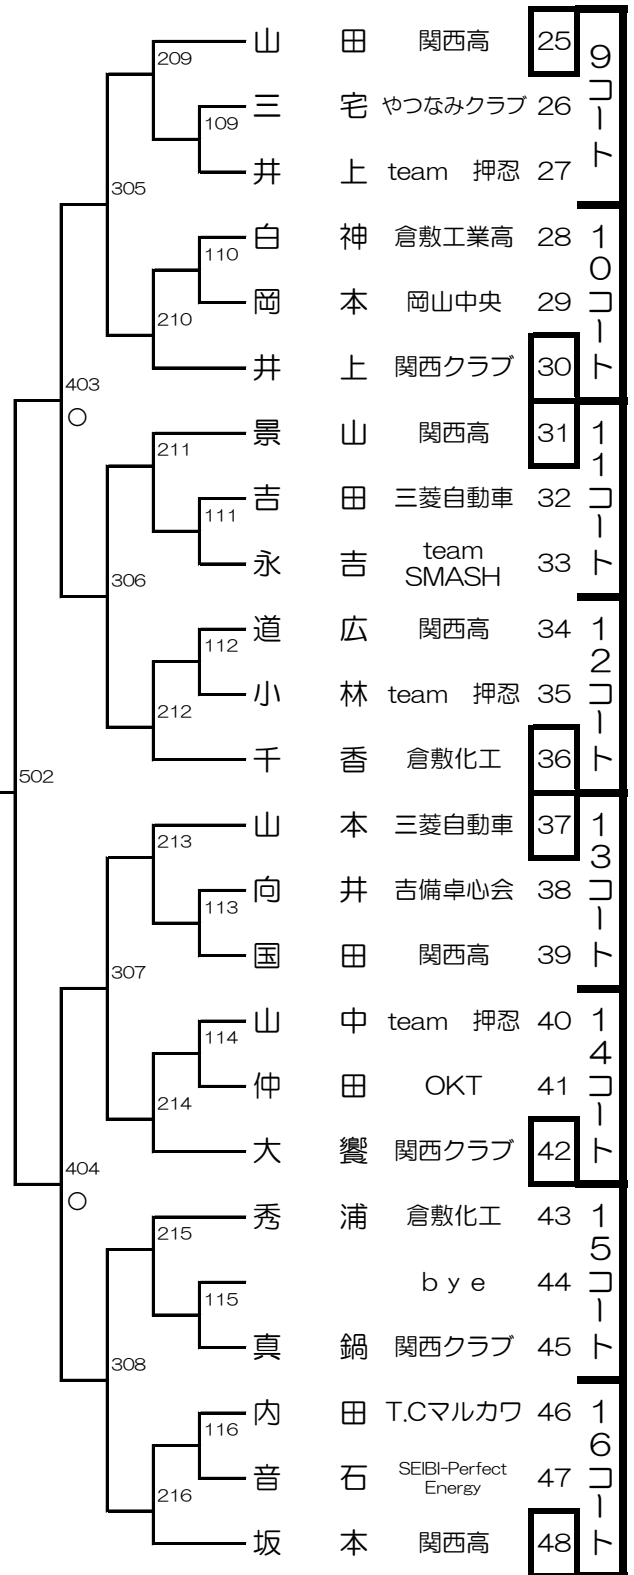 山 田 関西高 25
209
三 宅 やつなみクラブ 26
109
井 上 team 押忍 27
9コート
305
白 神 倉敷工業高 28
110
岡 本 岡山中央 29
210
井 上 関西クラブ 30
10コート
403
○
景 山 関西高 31
211
吉 田 三菱自動車 32
111
永 吉 team SMASH 33
11コート
306
道 広 関西高 34
112
小 林 team 押忍 35
212
千 香 倉敷化工 36
12コート
502
山 本 三菱自動車 37
213
向 井 吉備卓心会 38
113
国 田 関西高 39
13コート
307
山 中 team 押忍 40
114
仲 田 OKT 41
214
大 饗 関西クラブ 42
14コート
404
○
秀 浦 倉敷化工 43
215
bye 44
115
真 鍋 関西クラブ 45
15コート
308
内 田 T.Cマルカワ 46
116
音 石 SEIBI-Perfect Energy 47
216
坂 本 関西高 48
16コート